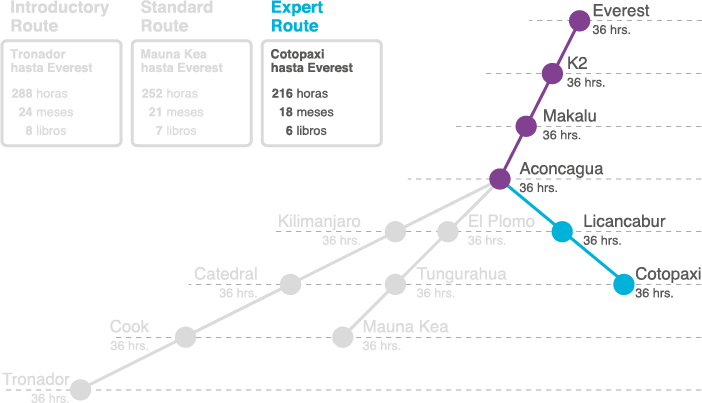 Introductory
Route
Tronador
hasta Everest
288 horas
24 meses
8 libros
Standard
Route
Mauna Kea
hasta Everest
252 horas
21 meses
7 libros
Expert
Route
Cotopaxi
hasta Everest
216 horas
18 meses
6 libros
Everest
36 hrs.
K2
36 hrs.
Makalu
36 hrs.
Aconcagua
36 hrs.
Kilimanjaro
36 hrs.
El Plomo
36 hrs.
Licancabur
36 hrs.
Catedral
36 hrs.
Tungurahua
36 hrs.
Cotopaxi
36 hrs.
Cook
36 hrs.
Mauna Kea
36 hrs.
Tronador
36 hrs.